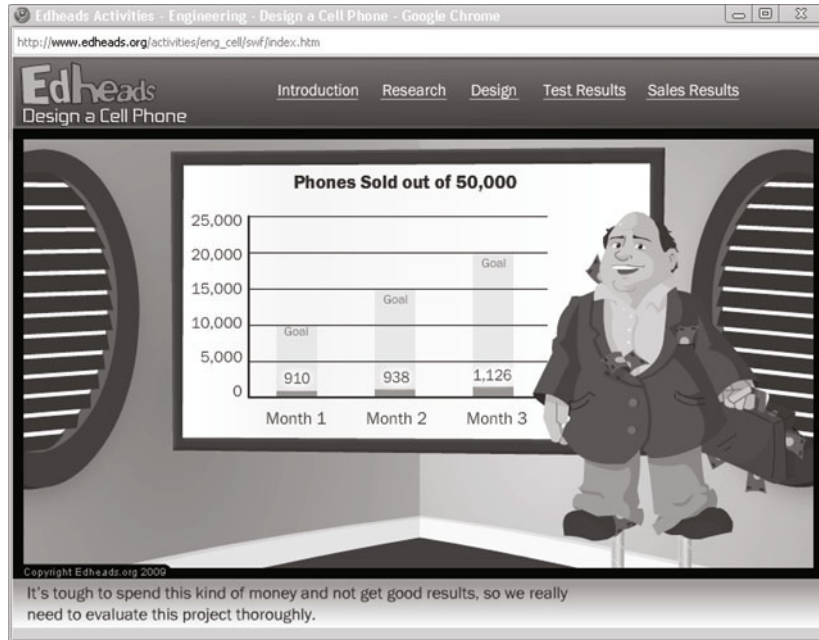 Edheads Activities - Engineering - Design a Cell Phone - Google Chrome
http://www.edheads.org/activities/eng_cell/swf/index.htm
Edheads
Design a Cell Phone
Introduction Research Design Test Results Sales Results
Phones Sold out of 50,000
25,000
20,000
Goal
15,000
Goal
10,000
Goal
5,000
910 938 1,126
0
Month 1 Month 2 Month 3
Copyright Edheads.org 2009
It's tough to spend this kind of money and not get good results, so we really
need to evaluate this project thoroughly.